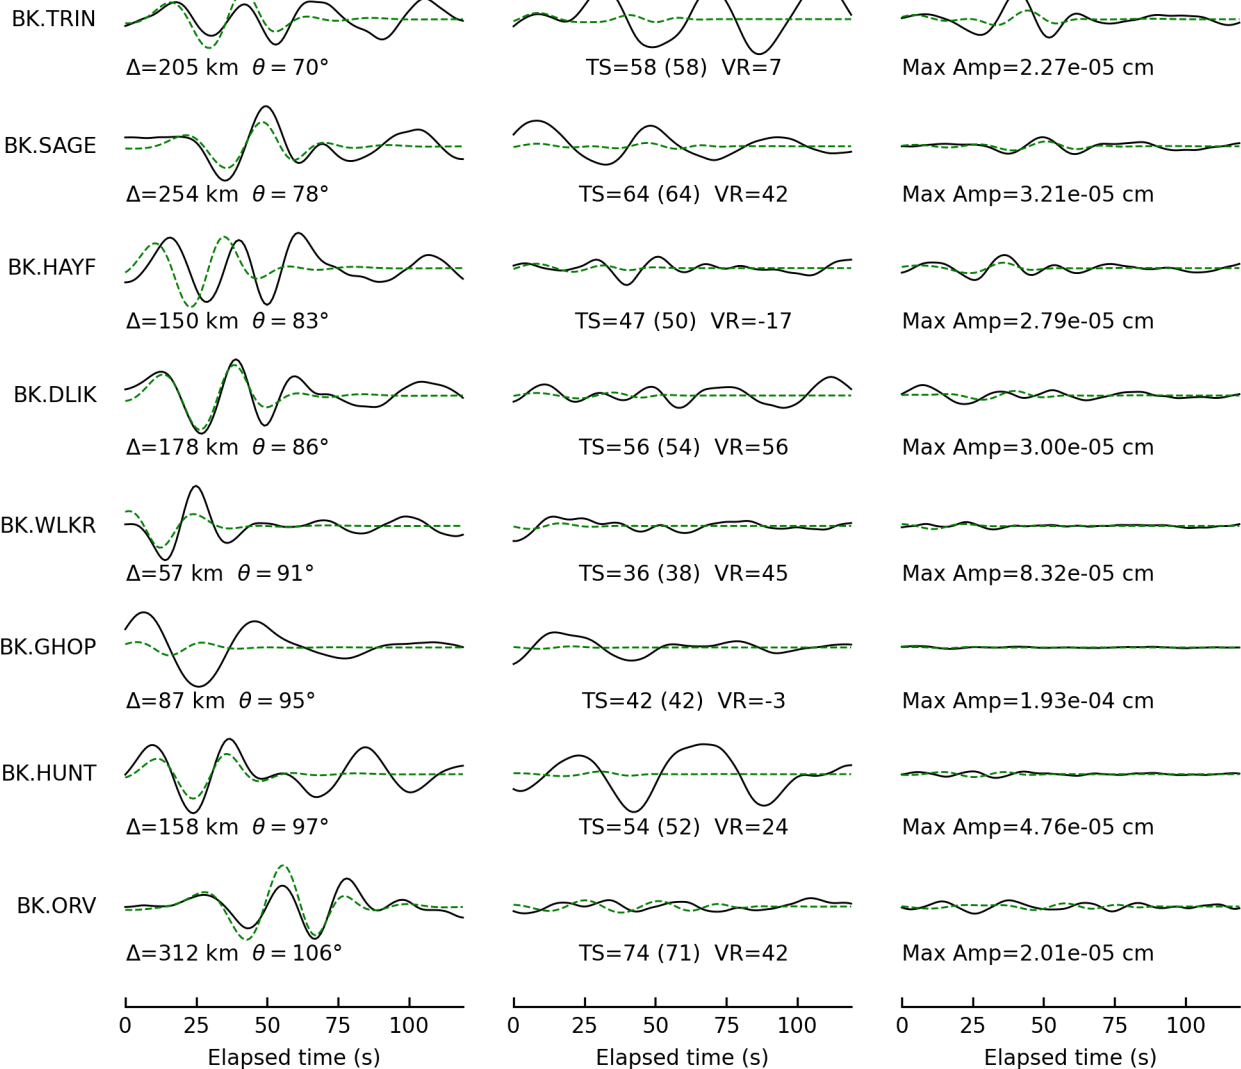 BK.TRIN
Δ=205 km θ = 70° TS=58 (58) VR=7 Max Amp=2.27e-05 cm
BK.SAGE
Δ=254 km θ = 78° TS=64 (64) VR=42 Max Amp=3.21e-05 cm
BK.HAYF
Δ=150 km θ = 83° TS=47 (50) VR=-17 Max Amp=2.79e-05 cm
BK.DLIK
Δ=178 km θ = 86° TS=56 (54) VR=56 Max Amp=3.00e-05 cm
BK.WLKR
Δ=57 km θ = 91° TS=36 (38) VR=45 Max Amp=8.32e-05 cm
BK.GHOP
Δ=87 km θ = 95° TS=42 (42) VR=-3 Max Amp=1.93e-04 cm
BK.HUNT
Δ=158 km θ = 97° TS=54 (52) VR=24 Max Amp=4.76e-05 cm
BK.ORV
Δ=312 km θ = 106° TS=74 (71) VR=42 Max Amp=2.01e-05 cm
0 25 50 75 100 0 25 50 75 100 0 25 50 75 100
Elapsed time (s) Elapsed time (s) Elapsed time (s)